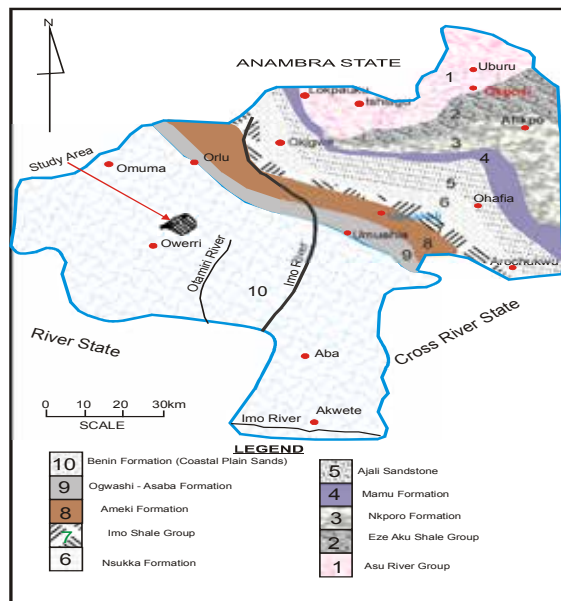 N
ANAMBRA STATE
Uburu
1
Lokpauku
Ishiagu
Okposi
2
Afikpo
Study Area
Okigwe
3
4
Omuma
Orlu
5
6
Ohafia
Owerri
Otamiri River
Imo River
Umuahia
8
9
Arochukwu
10
River State
Cross River State
Aba
0 10 20 30km
SCALE
Imo River
Akwete
LEGEND
10 Benin Formation (Coastal Plain Sands)
9 Ogwashi - Asaba Formation
8 Ameki Formation
7 Imo Shale Group
6 Nsukka Formation
5 Ajali Sandstone
4 Mamu Formation
3 Nkporo Formation
2 Eze Aku Shale Group
1 Asu River Group